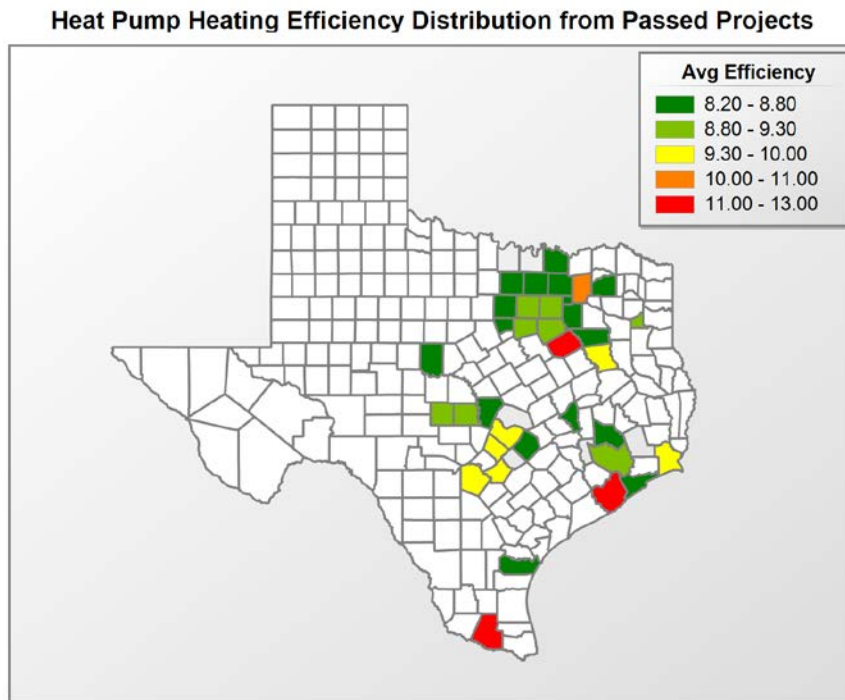 Heat Pump Heating Efficiency Distribution from Passed Projects
Avg Efficiency
8.20 - 8.80
8.80 - 9.30
9.30 - 10.00
10.00 - 11.00
11.00 - 13.00